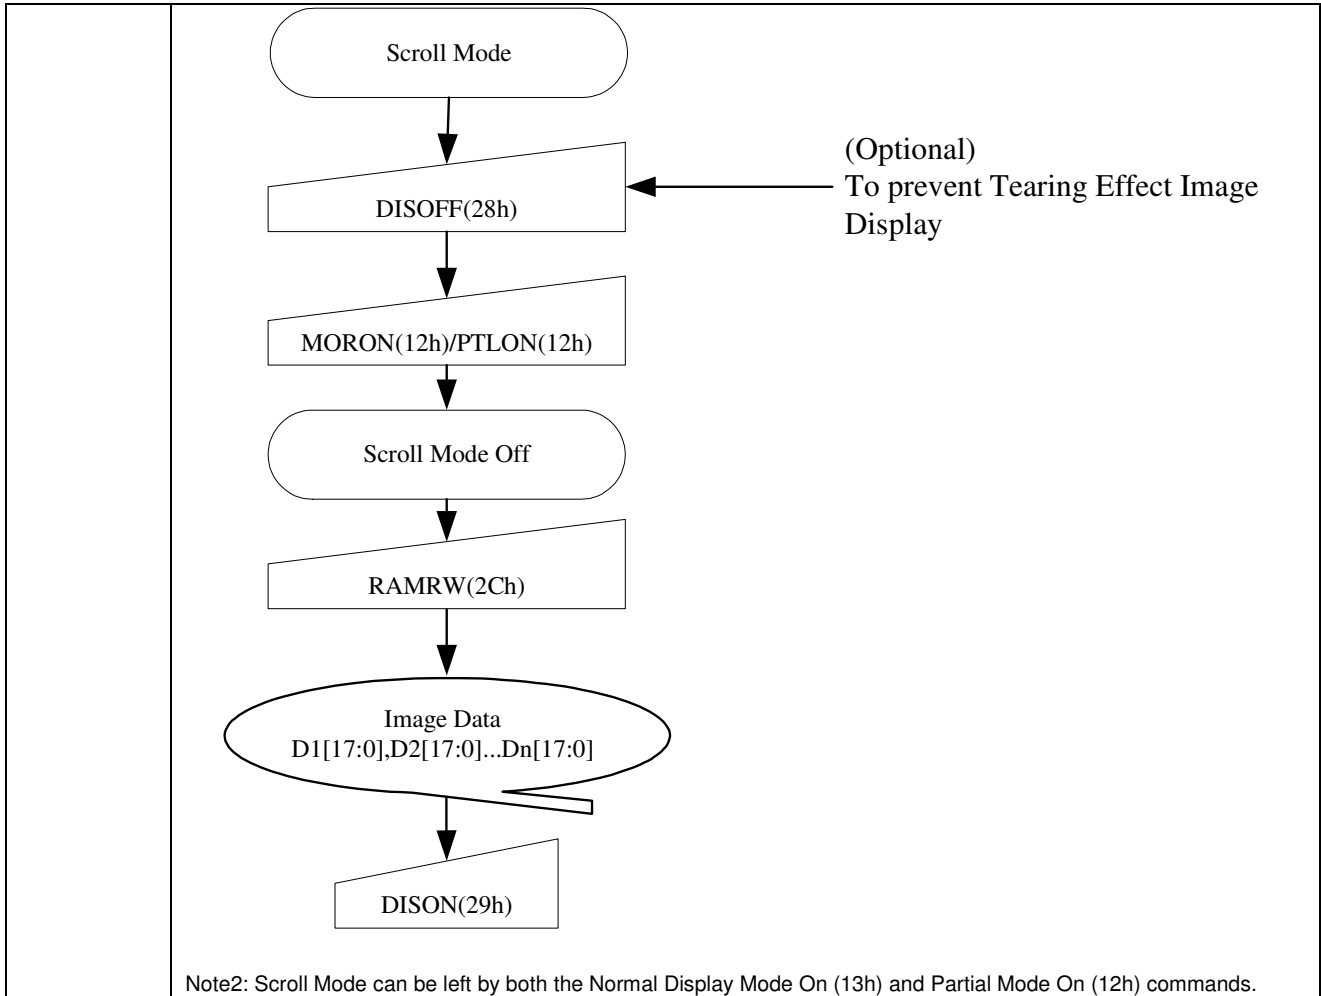 Scroll Mode
(Optional)
To prevent Tearing Effect Image
Display
DISOFF(28h)
MORON(12h)/PTLON(12h)
Scroll Mode Off
RAMRW(2Ch)
Image Data
D1[17:0],D2[17:0]...Dn[17:0]
DISON(29h)
Note2: Scroll Mode can be left by both the Normal Display Mode On (13h) and Partial Mode On (12h) commands.